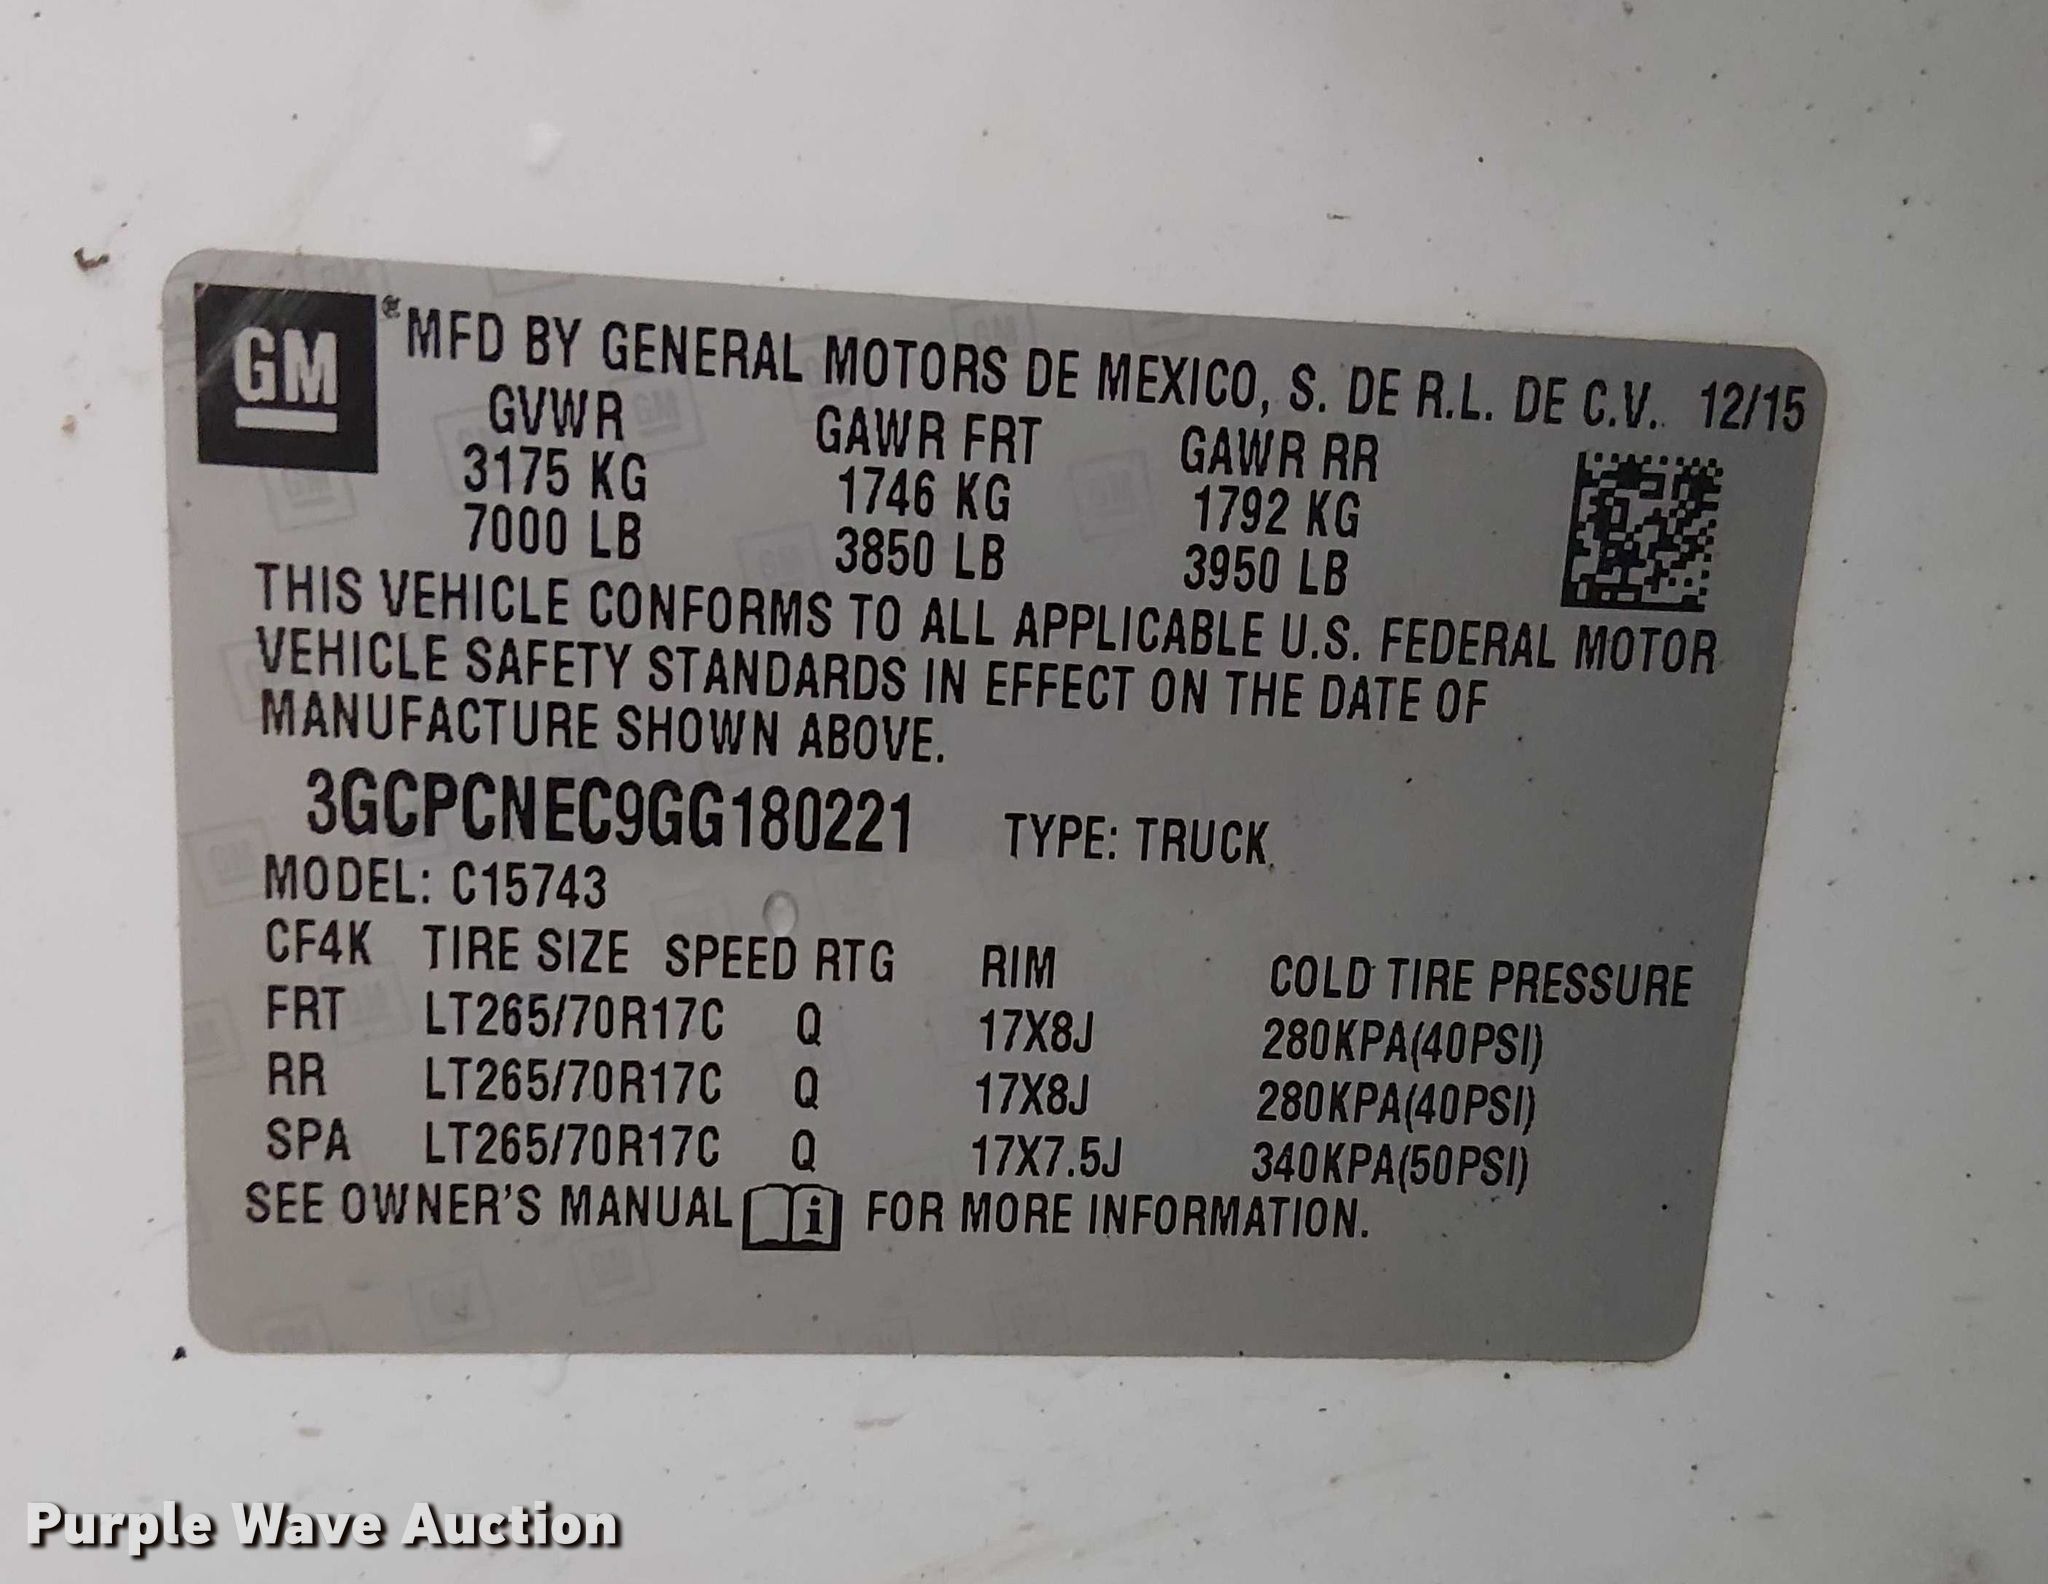 GM ® MFD BY GENERAL MOTORS DE MEXICO, S. DE R.L. DE C.V. 12/15
GVWR GAWR FRT GAWR RR
3175 KG 1746 KG 1792 KG
7000 LB 3850 LB 3950 LB
THIS VEHICLE CONFORMS TO ALL APPLICABLE U.S. FEDERAL MOTOR
VEHICLE SAFETY STANDARDS IN EFFECT ON THE DATE OF
MANUFACTURE SHOWN ABOVE.
3GCPCNEC9GG180221 TYPE: TRUCK
MODEL: C15743
CF4K TIRE SIZE SPEED RTG RIM COLD TIRE PRESSURE
FRT LT265/70R17C Q 17X8J 280KPA(40PSI)
RR LT265/70R17C Q 17X8J 280KPA(40PSI)
SPA LT265/70R17C Q 17X7.5J 340KPA(50PSI)
SEE OWNER'S MANUAL i FOR MORE INFORMATION.
Purple Wave Auction